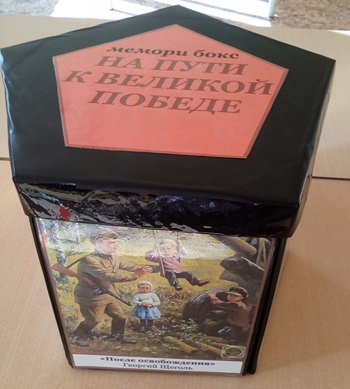 мемори бокс
НА ПУТИ
К ВЕЛИКОЙ
ПОБЕДЕ
«После освобождения»
Георгий Щеголь